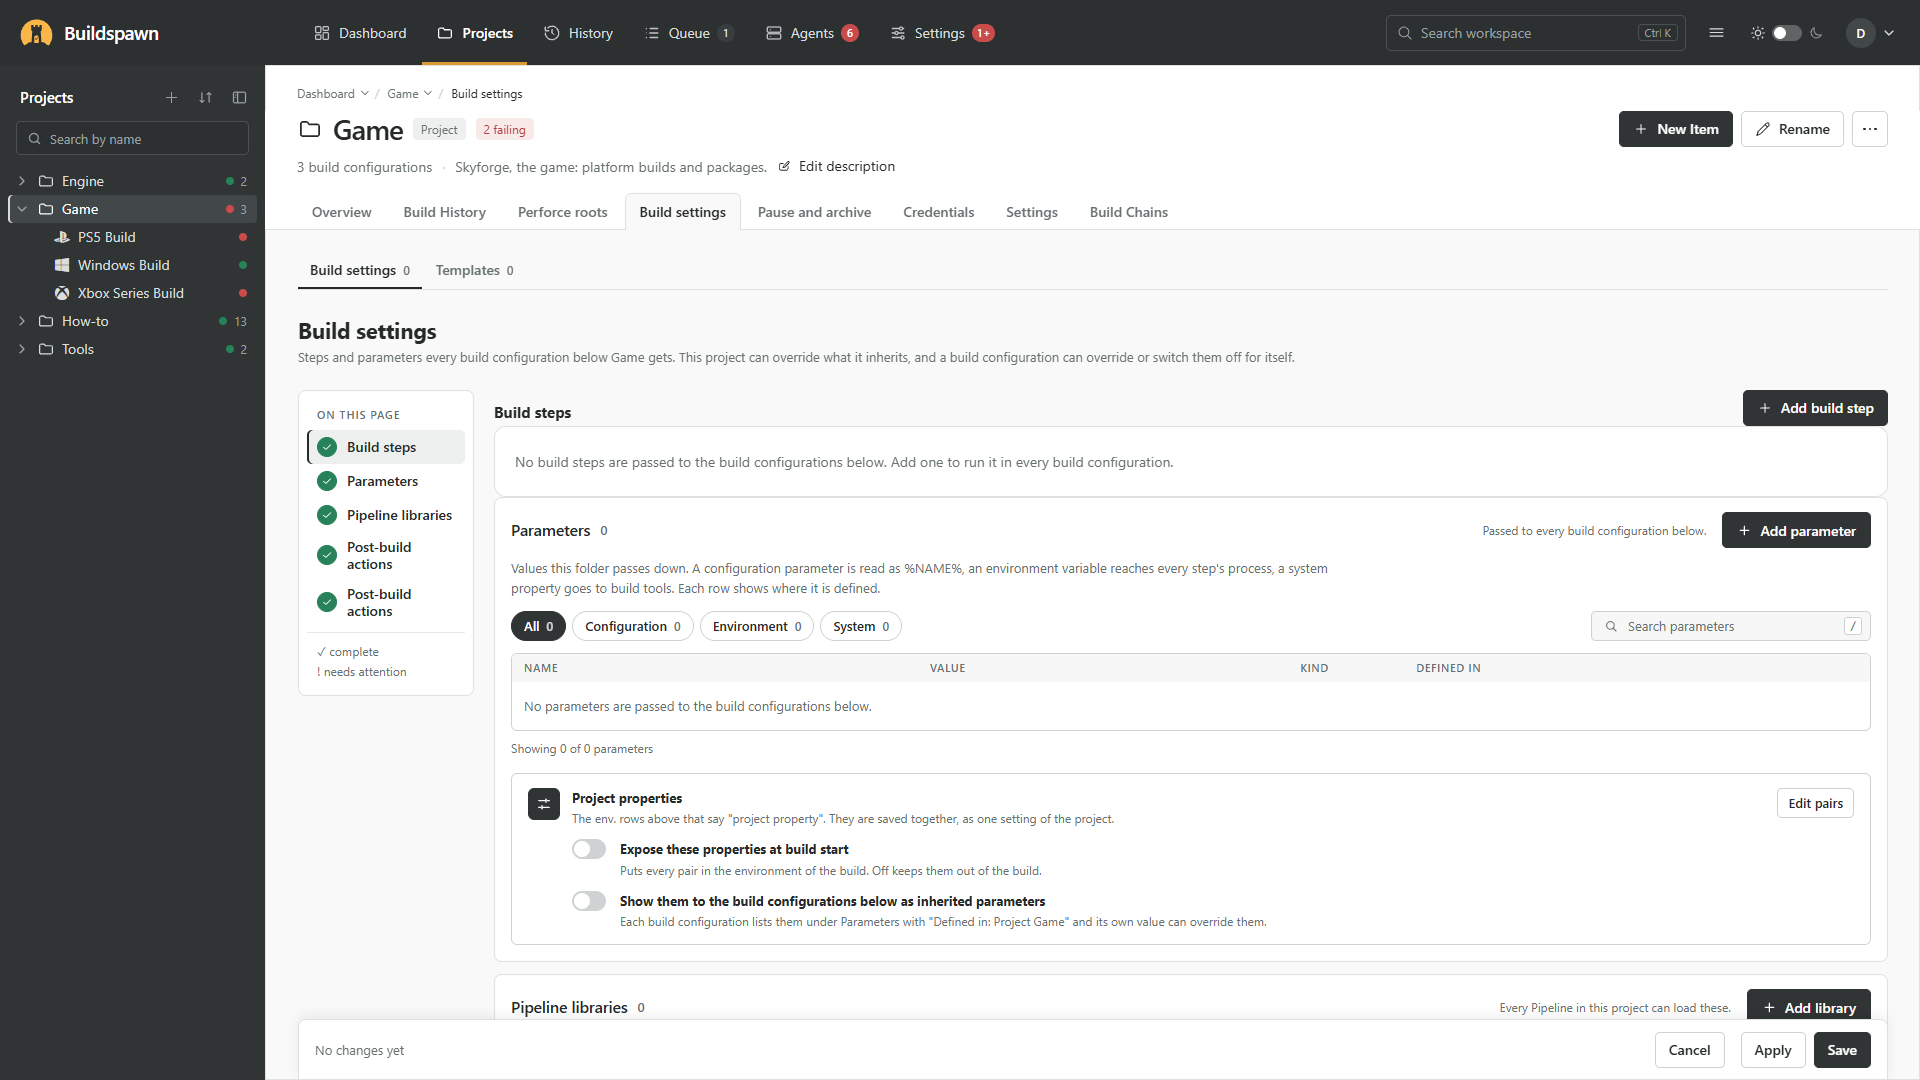 Buildspawn
Dashboard
Projects
History
Queue 1
Agents 6
Settings 1+
Search workspace Ctrl K
D
Projects
Search by name
Engine 2
Game 3
PS5 Build
Windows Build
Xbox Series Build
How-to 13
Tools 2
Dashboard / Game / Build settings
Game Project 2 failing
New Item
Rename
3 build configurations · Skyforge, the game: platform builds and packages. Edit description
Overview
Build History
Perforce roots
Build settings
Pause and archive
Credentials
Settings
Build Chains
Build settings 0
Templates 0
Build settings
Steps and parameters every build configuration below Game gets. This project can override what it inherits, and a build configuration can override or switch them off for itself.
ON THIS PAGE
Build steps
Parameters
Pipeline libraries
Post-build
actions
Post-build
actions
✓ complete
! needs attention
Build steps
Add build step
No build steps are passed to the build configurations below. Add one to run it in every build configuration.
Parameters 0
Passed to every build configuration below.
Add parameter
Values this folder passes down. A configuration parameter is read as %NAME%, an environment variable reaches every step's process, a system
property goes to build tools. Each row shows where it is defined.
All 0
Configuration 0
Environment 0
System 0
Search parameters /
NAME VALUE KIND DEFINED IN
No parameters are passed to the build configurations below.
Showing 0 of 0 parameters
Project properties
The env. rows above that say "project property". They are saved together, as one setting of the project.
Edit pairs
Expose these properties at build start
Puts every pair in the environment of the build. Off keeps them out of the build.
Show them to the build configurations below as inherited parameters
Each build configuration lists them under Parameters with "Defined in: Project Game" and its own value can override them.
Pipeline libraries 0
Every Pipeline in this project can load these.
Add library
No changes yet
Cancel
Apply
Save